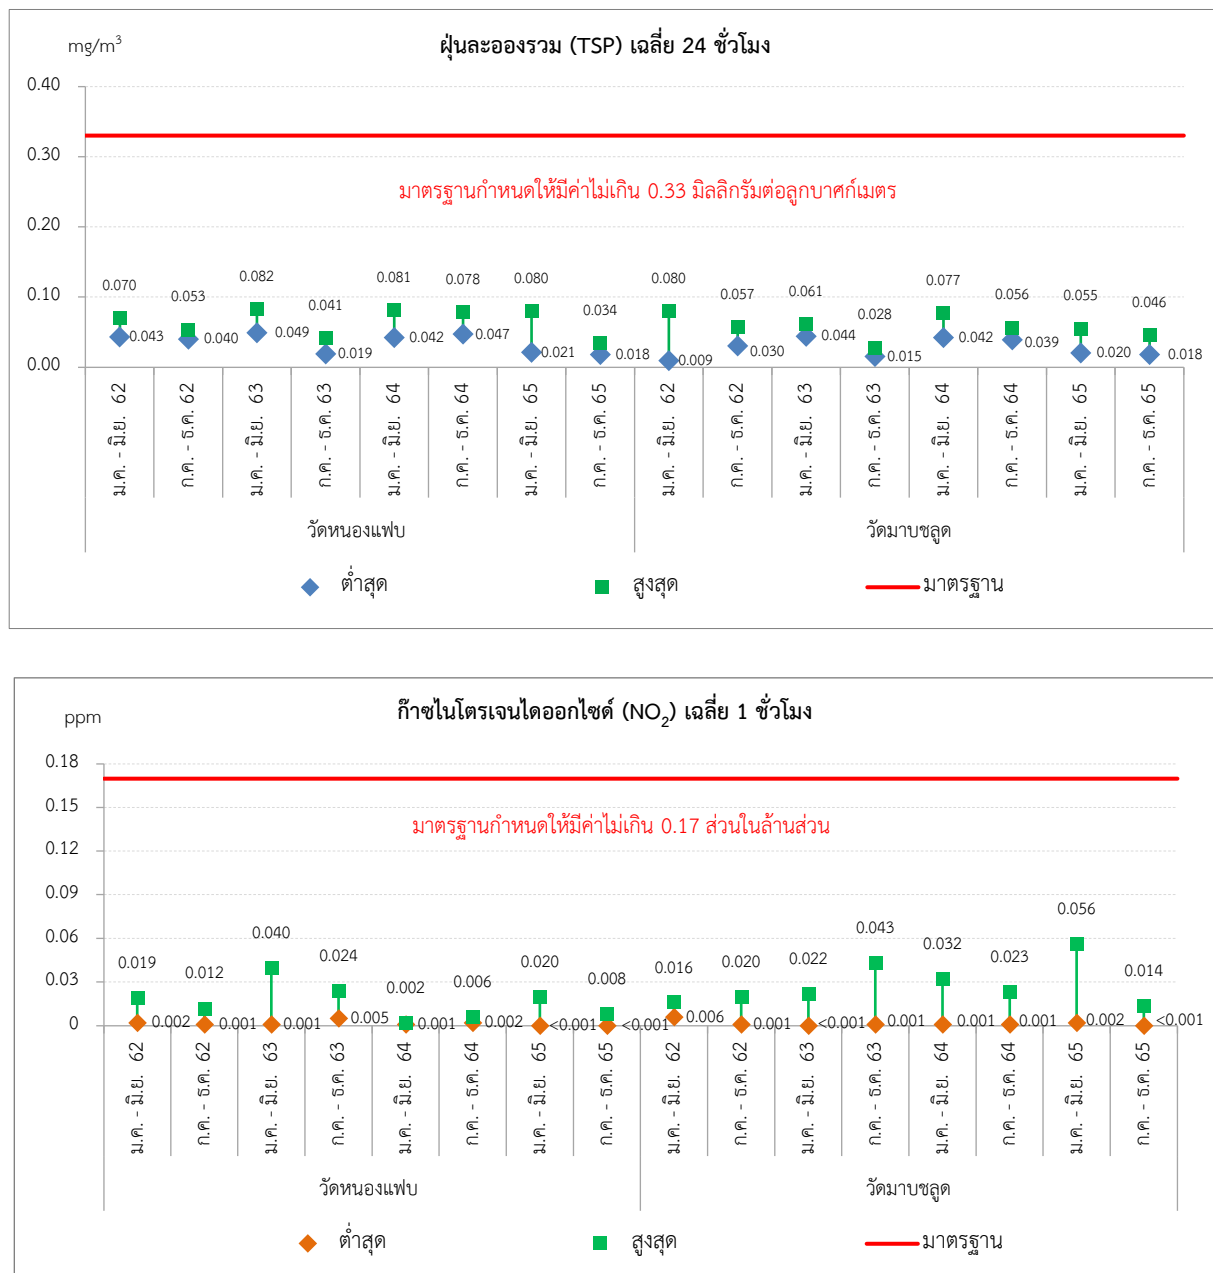 mg/m³
ฝุ่นละอองรวม (TSP) เฉลี่ย 24 ชั่วโมง
0.40
0.30
0.20
0.10
0.00
มาตรฐานกำหนดให้มีค่าไม่เกิน 0.33 มิลลิกรัมต่อลูกบาศก์เมตร
0.070 0.053 0.082 0.041 0.081 0.078 0.080 0.034 0.080 0.057 0.061 0.028 0.077 0.056 0.055 0.046
0.043 0.040 0.049 0.019 0.042 0.047 0.021 0.018 0.009 0.030 0.044 0.015 0.042 0.039 0.020 0.018
ม.ค. - มิ.ย. 62
ก.ค. - ธ.ค. 62
ม.ค. - มิ.ย. 63
ก.ค. - ธ.ค. 63
ม.ค. - มิ.ย. 64
ก.ค. - ธ.ค. 64
ม.ค. - มิ.ย. 65
ก.ค. - ธ.ค. 65
ม.ค. - มิ.ย. 62
ก.ค. - ธ.ค. 62
ม.ค. - มิ.ย. 63
ก.ค. - ธ.ค. 63
ม.ค. - มิ.ย. 64
ก.ค. - ธ.ค. 64
ม.ค. - มิ.ย. 65
ก.ค. - ธ.ค. 65
วัดหนองแฟบ วัดมาบชลูด
ต่ำสุด สูงสุด มาตรฐาน
ppm
ก๊าซไนโตรเจนไดออกไซด์ (NO₂) เฉลี่ย 1 ชั่วโมง
0.18
0.15
0.12
0.09
0.06
0.03
0
มาตรฐานกำหนดให้มีค่าไม่เกิน 0.17 ส่วนในล้านส่วน
0.019 0.012 0.040 0.024 0.002 0.006 0.020 0.008 0.016 0.020 0.022 0.043 0.032 0.023 0.056 0.014
0.002 0.001 0.001 0.005 0.001 0.002 <0.001 <0.001 0.006 0.001 <0.001 0.001 0.001 0.001 0.002 <0.001
ม.ค. - มิ.ย. 62
ก.ค. - ธ.ค. 62
ม.ค. - มิ.ย. 63
ก.ค. - ธ.ค. 63
ม.ค. - มิ.ย. 64
ก.ค. - ธ.ค. 64
ม.ค. - มิ.ย. 65
ก.ค. - ธ.ค. 65
ม.ค. - มิ.ย. 62
ก.ค. - ธ.ค. 62
ม.ค. - มิ.ย. 63
ก.ค. - ธ.ค. 63
ม.ค. - มิ.ย. 64
ก.ค. - ธ.ค. 64
ม.ค. - มิ.ย. 65
ก.ค. - ธ.ค. 65
วัดหนองแฟบ วัดมาบชลูด
ต่ำสุด สูงสุด มาตรฐาน